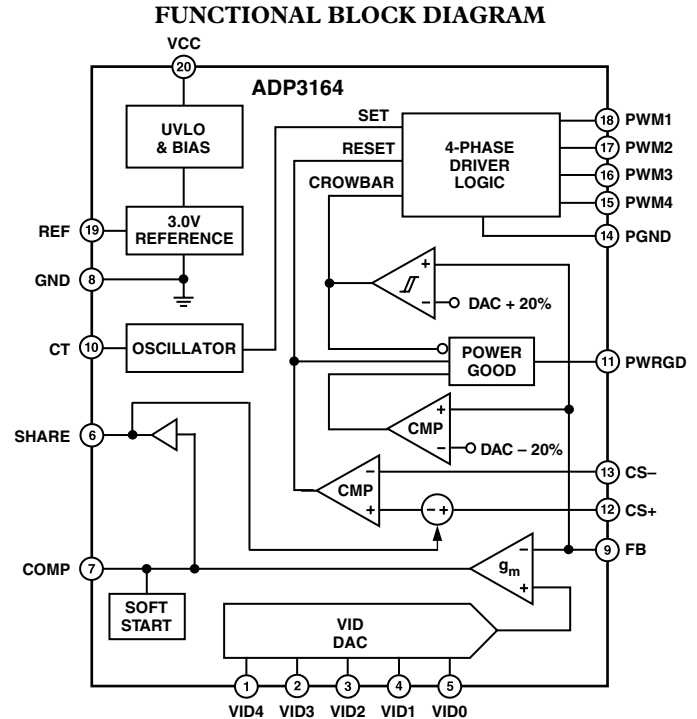 FUNCTIONAL BLOCK DIAGRAM
VCC
20
ADP3164
UVLO
& BIAS
SET
RESET
CROWBAR
4-PHASE
DRIVER
LOGIC
18 PWM1
17 PWM2
16 PWM3
15 PWM4
14 PGND
REF 19
3.0V
REFERENCE
GND 8
+
–
DAC + 20%
CT 10
OSCILLATOR
POWER
GOOD
11 PWRGD
SHARE 6
CMP
+
–
DAC – 20%
CMP
–
+
– +
13 CS–
12 CS+
9 FB
COMP 7
gm
–
+
SOFT
START
VID
DAC
1 2 3 4 5
VID4 VID3 VID2 VID1 VID0